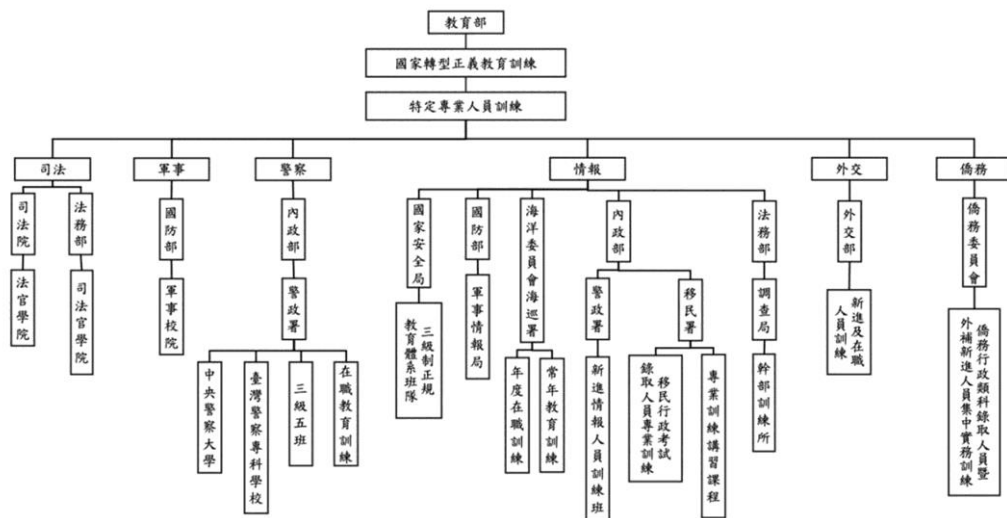 教育部
國家轉型正義教育訓練
特定專業人員訓練
司法
軍事
警察
情報
外交
僑務
司法院
法務部
國防部
內政部
國家安全局
國防部
海洋委員會海巡署
內政部
法務部
外交部
僑務委員會
法官學院
司法官學院
軍事校院
警政署
三級制正規
教育體系班隊
軍事情報局
警政署
移民署
調查局
新進及在職
人員訓練
僑務行政類科錄取人員暨
外補新進人員集中實務訓練
中央警察大學
臺灣警察專科學校
三級五班
在職教育訓練
年度在職訓練
常年教育訓練
新進情報人員訓練班
移民行政考試
錄取人員專業訓練
專業訓練講習課程
幹部訓練所